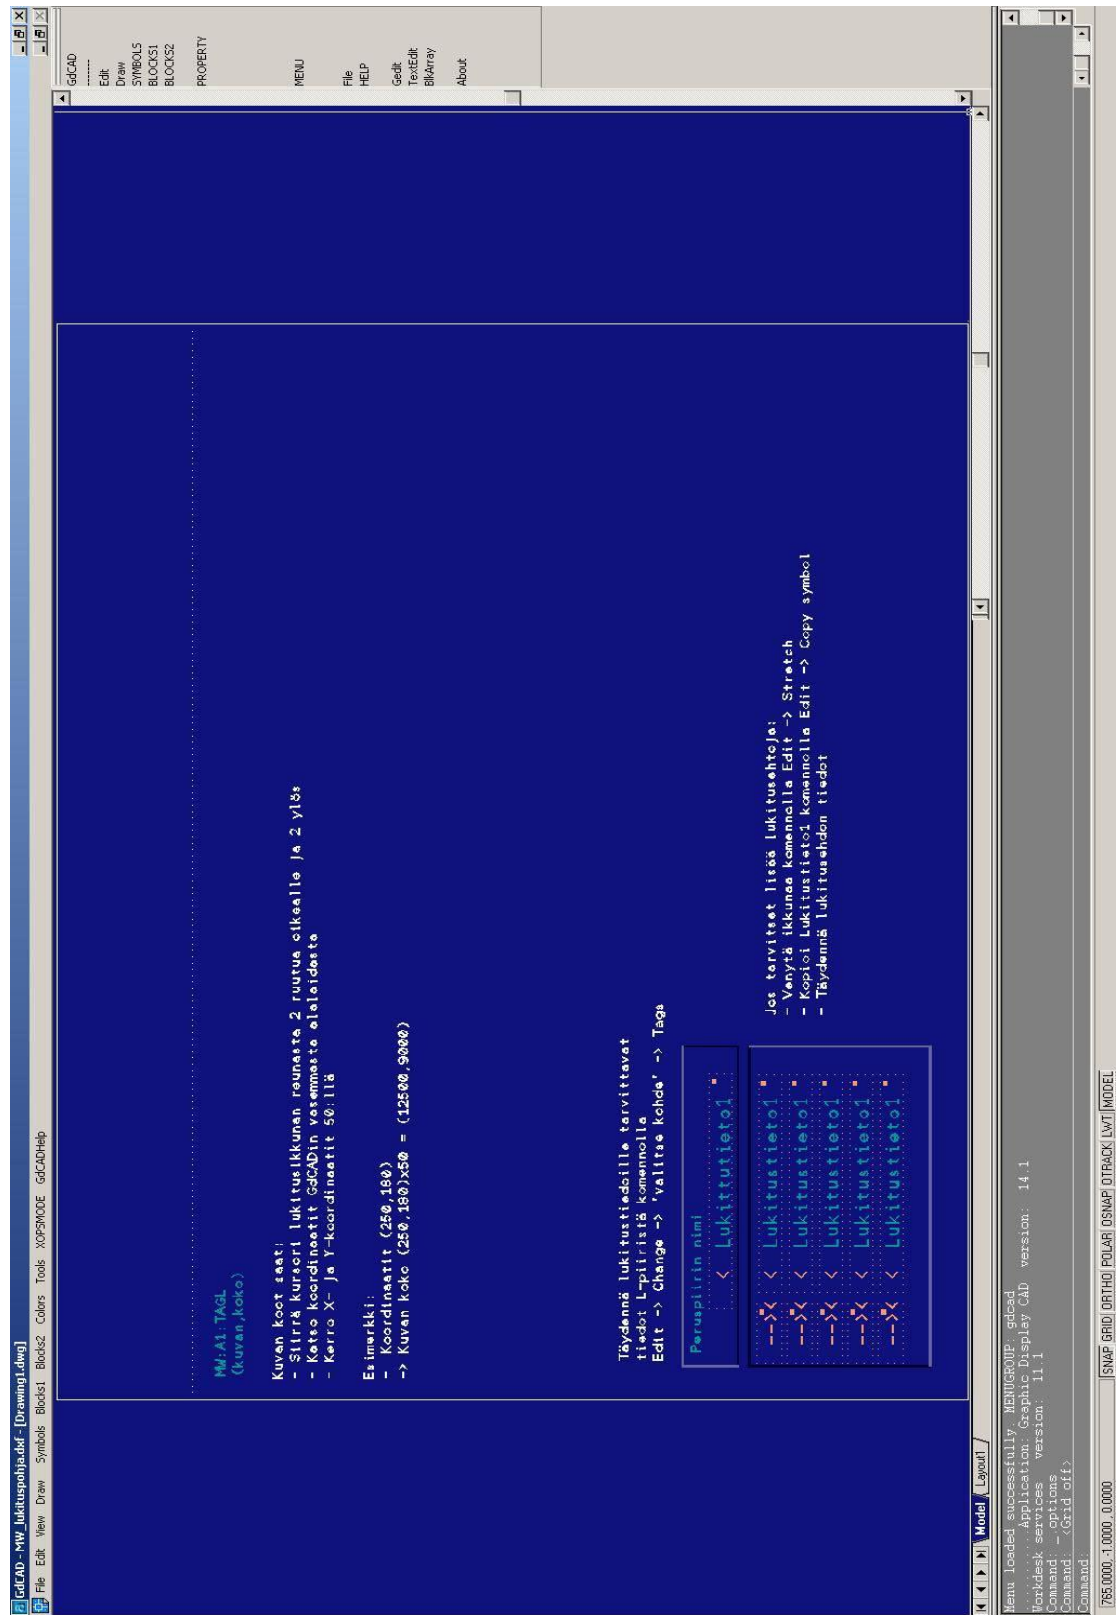 GdCAD - MW_lukituspohja.dxf - [Drawing1.dwg]
File Edit View Draw Symbols Blocks1 Blocks2 Colors Tools XOPSMODE GdCADHelp
GdCAD
--------
Edit
Draw
SYMBOLS
BLOCKS1
BLOCKS2
PROPERTY
MENU
File
HELP
Gedit
TextEdit
BlkArray
About
MW:A1:TAGL
(kuvan,koko)
Kuvan koot saat:
- Siirrä kursori lukitusikkunan reunasta 2 ruutua oikealle ja 2 ylös
- Katso koordinaatit GdCADin vasemmasta alalaidasta
- Kerro X- ja Y-koordinaatit 50:llä
Esimerkki:
- Koordinaatit (250,180)
-> Kuvan koko (250,180)x50 = (12500,9000)
Täydennä lukitustiedoille tarvittavat
tiedot L-piiristä komennolla
Edit -> Change -> 'valitse kohde' -> Tags
Peruspiirin nimi
< Lukittutieto1
-->< < Lukitustieto1
-->< < Lukitustieto1
-->< < Lukitustieto1
-->< < Lukitustieto1
-->< < Lukitustieto1
Jos tarvitset lisää lukitusehtoja:
- Venytä ikkunaa komennolla Edit -> Stretch
- Kopioi Lukitustieto1 komennolla Edit -> Copy symbol
- Täydennä lukitusehdon tiedot
Model Layout1
Menu loaded successfully. MENUGROUP: gdcad
..........Application: Graphic Display CAD version: 14.1
Workdesk services version: 11.1
Command: -options
Command: <Grid off>
Command:
765.0000, -1.0000 , 0.0000 SNAP GRID ORTHO POLAR OSNAP OTRACK LWT MODEL